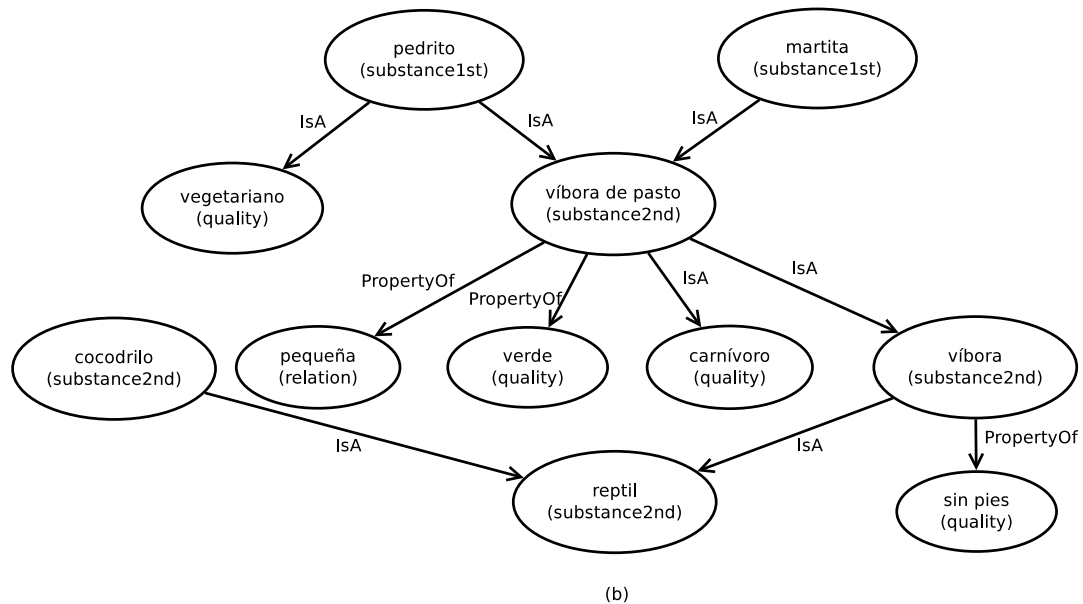 pedrito
(substance1st)
martita
(substance1st)
IsA
IsA
IsA
vegetariano
(quality)
víbora de pasto
(substance2nd)
PropertyOf
PropertyOf
IsA
IsA
cocodrilo
(substance2nd)
pequeña
(relation)
verde
(quality)
carnívoro
(quality)
víbora
(substance2nd)
IsA
IsA
PropertyOf
reptil
(substance2nd)
sin pies
(quality)
(b)